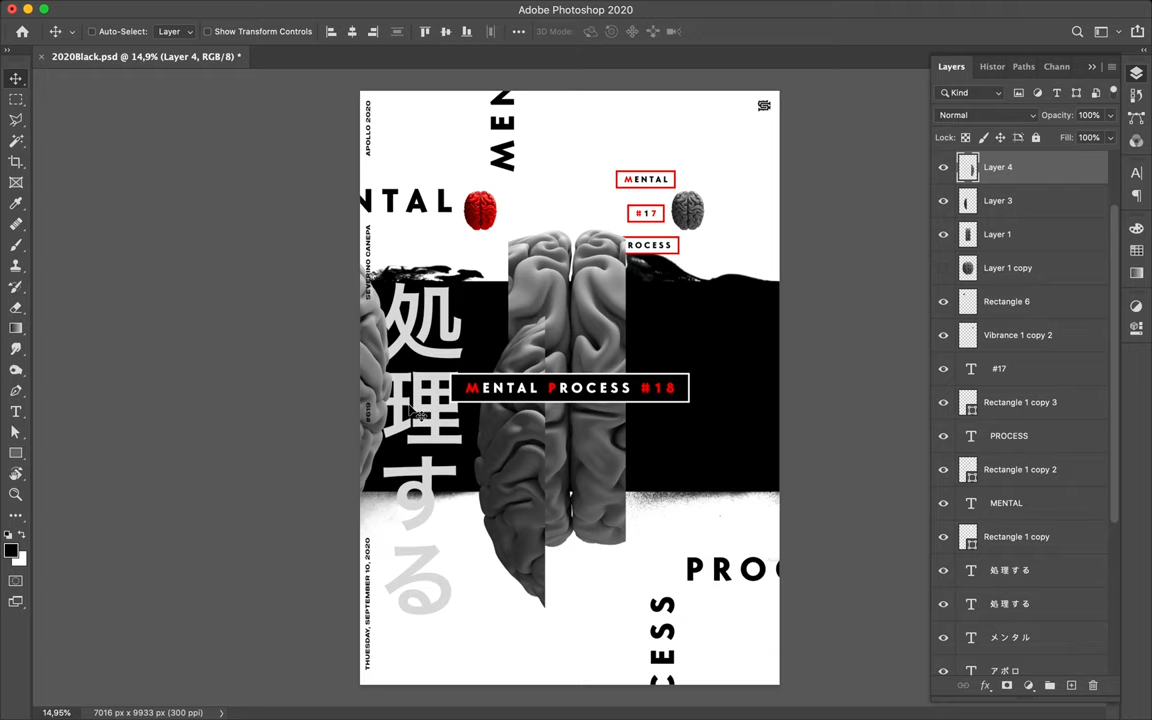 Adobe Photoshop 2020
Auto-Select: Layer Show Transform Controls ••• 3D Mode:
2020Black.psd @ 14,9% (Layer 4, RGB/8) *
Layers Histor Paths Chann
Kind
Normal Opacity: 100%
Lock: Fill: 100%
Layer 4
Layer 3
Layer 1
Layer 1 copy
Rectangle 6
Vibrance 1 copy 2
#17
Rectangle 1 copy 3
PROCESS
Rectangle 1 copy 2
MENTAL
Rectangle 1 copy
処理する
処理する
メンタル
アポロ
APOLLO 2020
MEN
NTAL
MENTAL
#17
ROCESS
SEVERINO CANEPA
処理する
MENTAL PROCESS #18
#619
THUESDAY, SEPTEMBER 10, 2020
PROC
CESS
14,95% 7016 px x 9933 px (300 ppi)